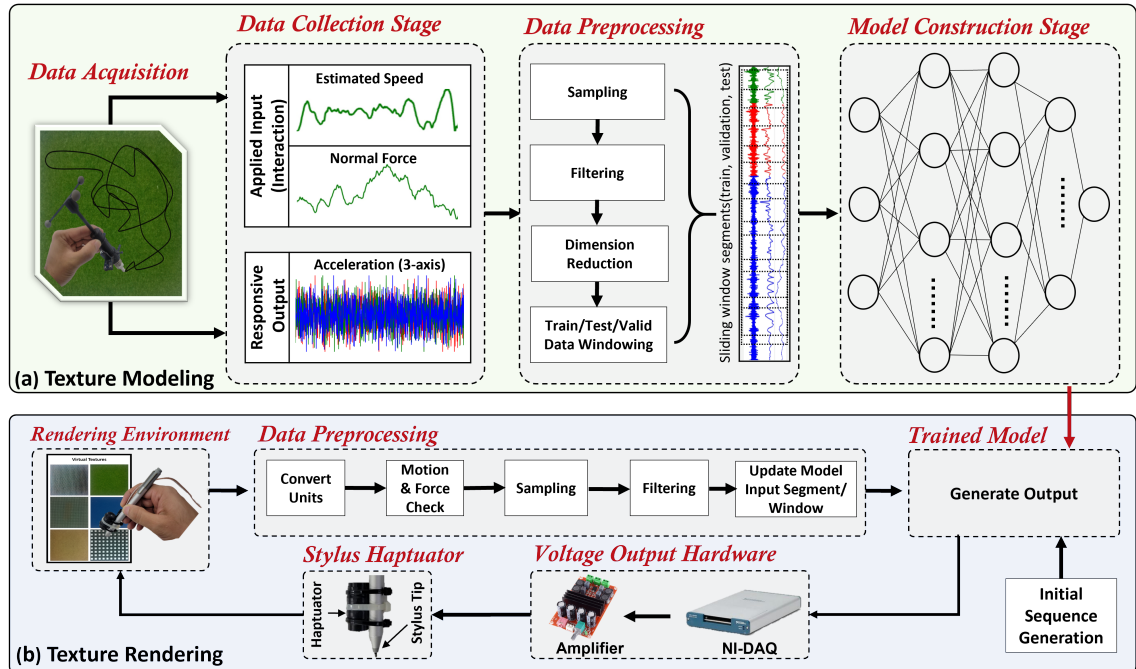 Data Acquisition
Data Collection Stage
Applied Input
(Interaction)
Estimated Speed
Normal Force
Responsive
Output
Acceleration (3-axis)
Data Preprocessing
Sampling
Filtering
Dimension
Reduction
Train/Test/Valid
Data Windowing
Sliding window segments(train, validation, test)
Model Construction Stage
(a) Texture Modeling
Rendering Environment
Virtual Textures
Data Preprocessing
Convert
Units
Motion
& Force
Check
Sampling
Filtering
Update Model
Input Segment/
Window
Trained Model
Generate Output
Initial
Sequence
Generation
Voltage Output Hardware
NI-DAQ
Amplifier
Stylus Haptuator
Haptuator
Stylus Tip
(b) Texture Rendering